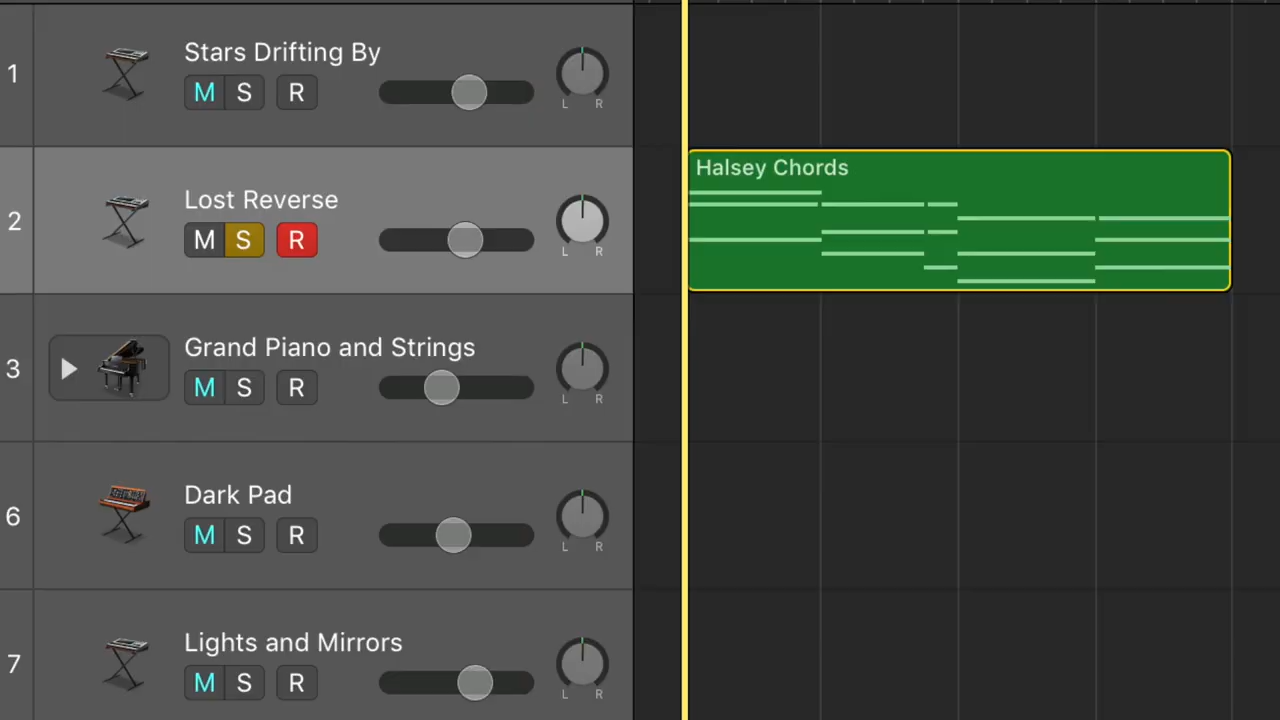 1
Stars Drifting By
M S R
L R
2
Lost Reverse
M S R
L R
Halsey Chords
3
Grand Piano and Strings
M S R
L R
6
Dark Pad
M S R
L R
7
Lights and Mirrors
M S R
L R